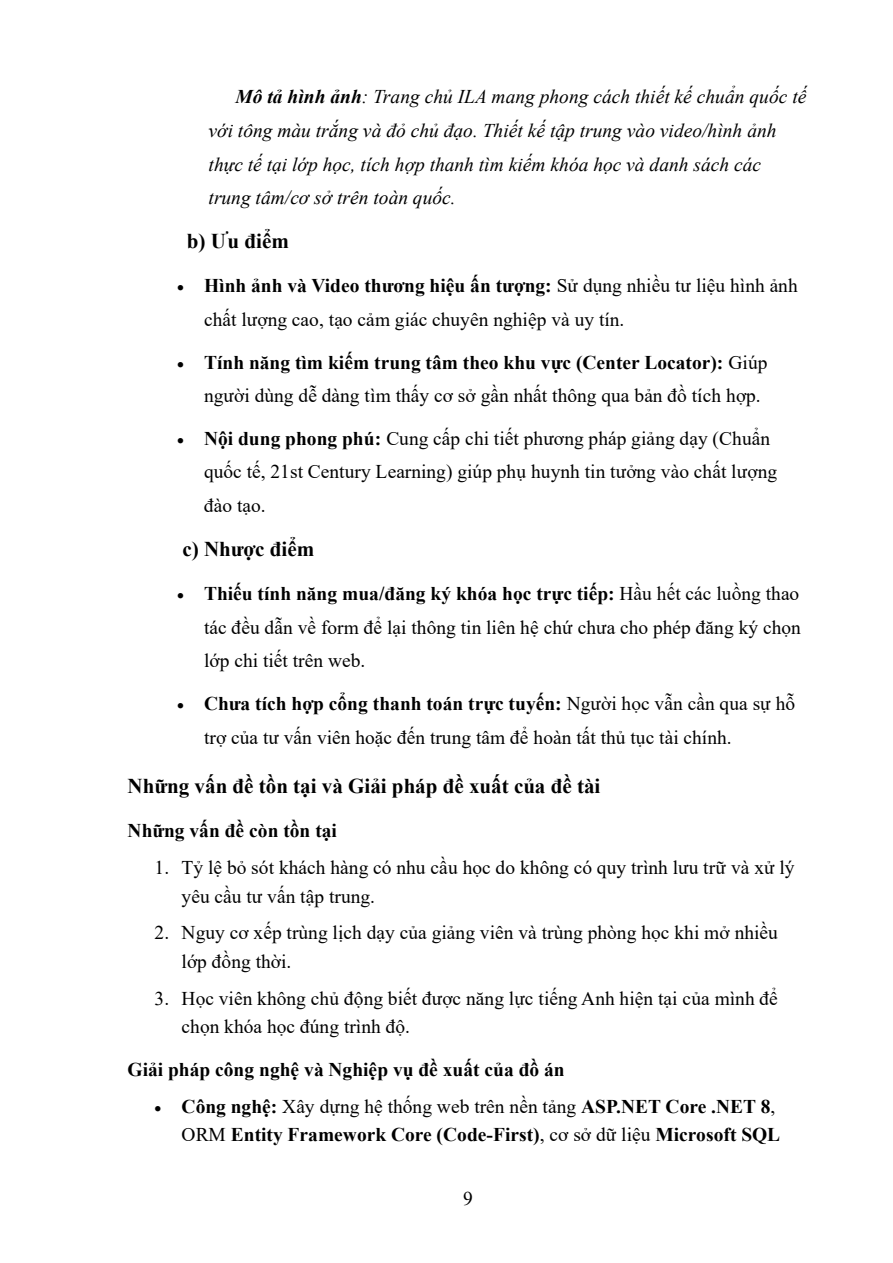 Mô tả hình ảnh: Trang chủ ILA mang phong cách thiết kế chuẩn quốc tế
với tông màu trắng và đỏ chủ đạo. Thiết kế tập trung vào video/hình ảnh
thực tế tại lớp học, tích hợp thanh tìm kiếm khóa học và danh sách các
trung tâm/cơ sở trên toàn quốc.
b) Ưu điểm
• Hình ảnh và Video thương hiệu ấn tượng: Sử dụng nhiều tư liệu hình ảnh
chất lượng cao, tạo cảm giác chuyên nghiệp và uy tín.
• Tính năng tìm kiếm trung tâm theo khu vực (Center Locator): Giúp
người dùng dễ dàng tìm thấy cơ sở gần nhất thông qua bản đồ tích hợp.
• Nội dung phong phú: Cung cấp chi tiết phương pháp giảng dạy (Chuẩn
quốc tế, 21st Century Learning) giúp phụ huynh tin tưởng vào chất lượng
đào tạo.
c) Nhược điểm
• Thiếu tính năng mua/đăng ký khóa học trực tiếp: Hầu hết các luồng thao
tác đều dẫn về form để lại thông tin liên hệ chứ chưa cho phép đăng ký chọn
lớp chi tiết trên web.
• Chưa tích hợp cổng thanh toán trực tuyến: Người học vẫn cần qua sự hỗ
trợ của tư vấn viên hoặc đến trung tâm để hoàn tất thủ tục tài chính.
Những vấn đề tồn tại và Giải pháp đề xuất của đề tài
Những vấn đề còn tồn tại
1. Tỷ lệ bỏ sót khách hàng có nhu cầu học do không có quy trình lưu trữ và xử lý
yêu cầu tư vấn tập trung.
2. Nguy cơ xếp trùng lịch dạy của giảng viên và trùng phòng học khi mở nhiều
lớp đồng thời.
3. Học viên không chủ động biết được năng lực tiếng Anh hiện tại của mình để
chọn khóa học đúng trình độ.
Giải pháp công nghệ và Nghiệp vụ đề xuất của đồ án
• Công nghệ: Xây dựng hệ thống web trên nền tảng ASP.NET Core .NET 8,
ORM Entity Framework Core (Code-First), cơ sở dữ liệu Microsoft SQL
9